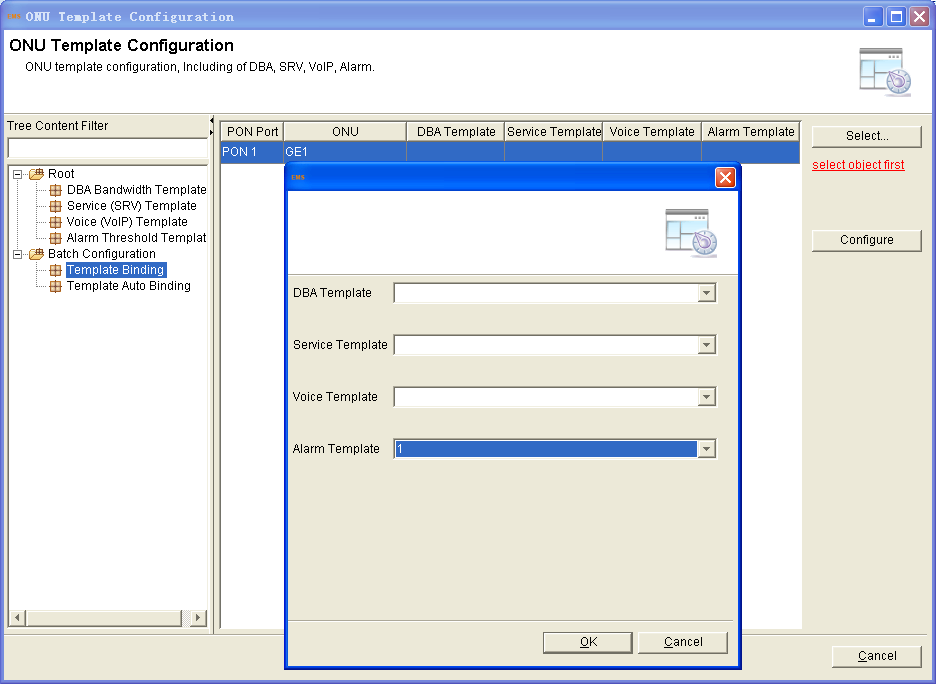 EMS ONU Template Configuration
ONU Template Configuration
ONU template configuration, Including of DBA, SRV, VoIP, Alarm.
Tree Content Filter
Root
DBA Bandwidth Template
Service (SRV) Template
Voice (VoIP) Template
Alarm Threshold Templat
Batch Configuration
Template Binding
Template Auto Binding
PON Port ONU DBA Template Service Template Voice Template Alarm Template
PON 1 GE1
EMS
DBA Template
Service Template
Voice Template
Alarm Template 1
OK Cancel
Select...
select object first
Configure
Cancel